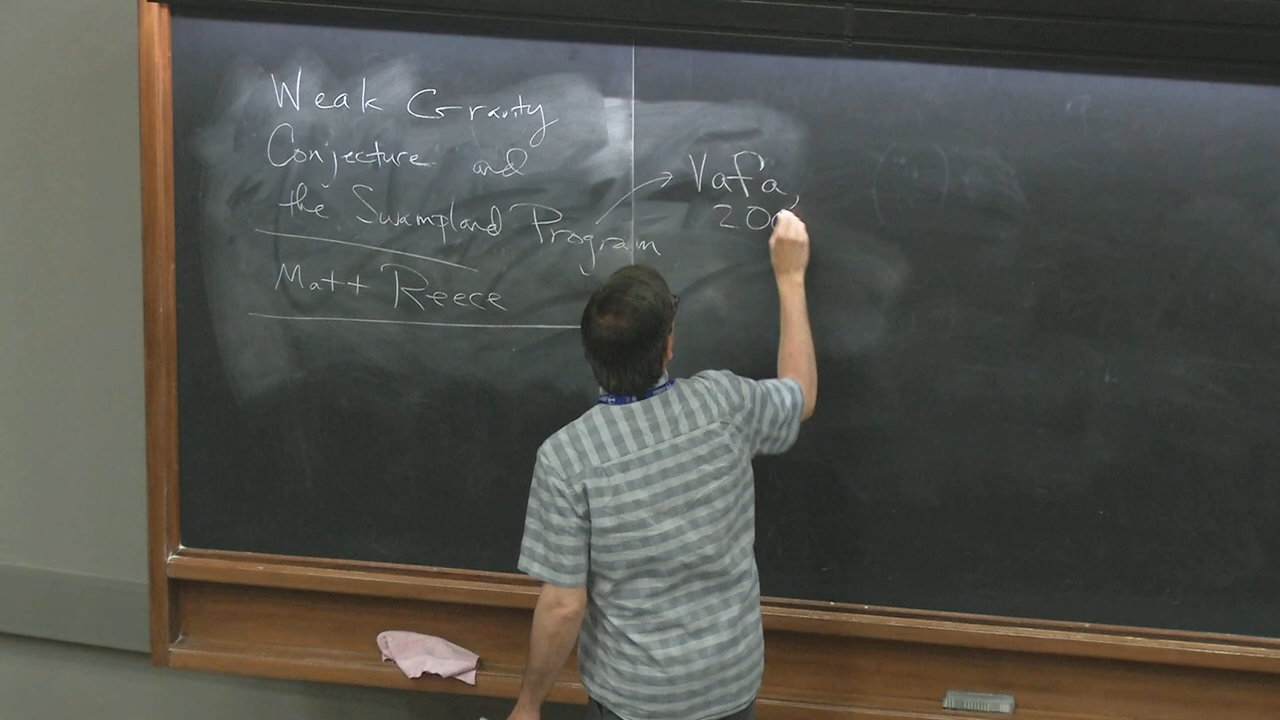 Weak Gravity
Conjecture and
the Swampland Program
Matt Reece
Vafa,
200